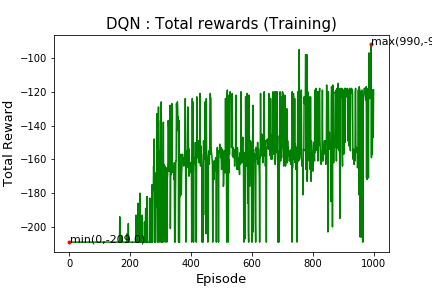 DQN : Total rewards (Training)
max(990,-9
−100
−120
−140
−160
−180
−200
Total Reward
min(0,-209.0)
0
200
400
600
800
1000
Episode